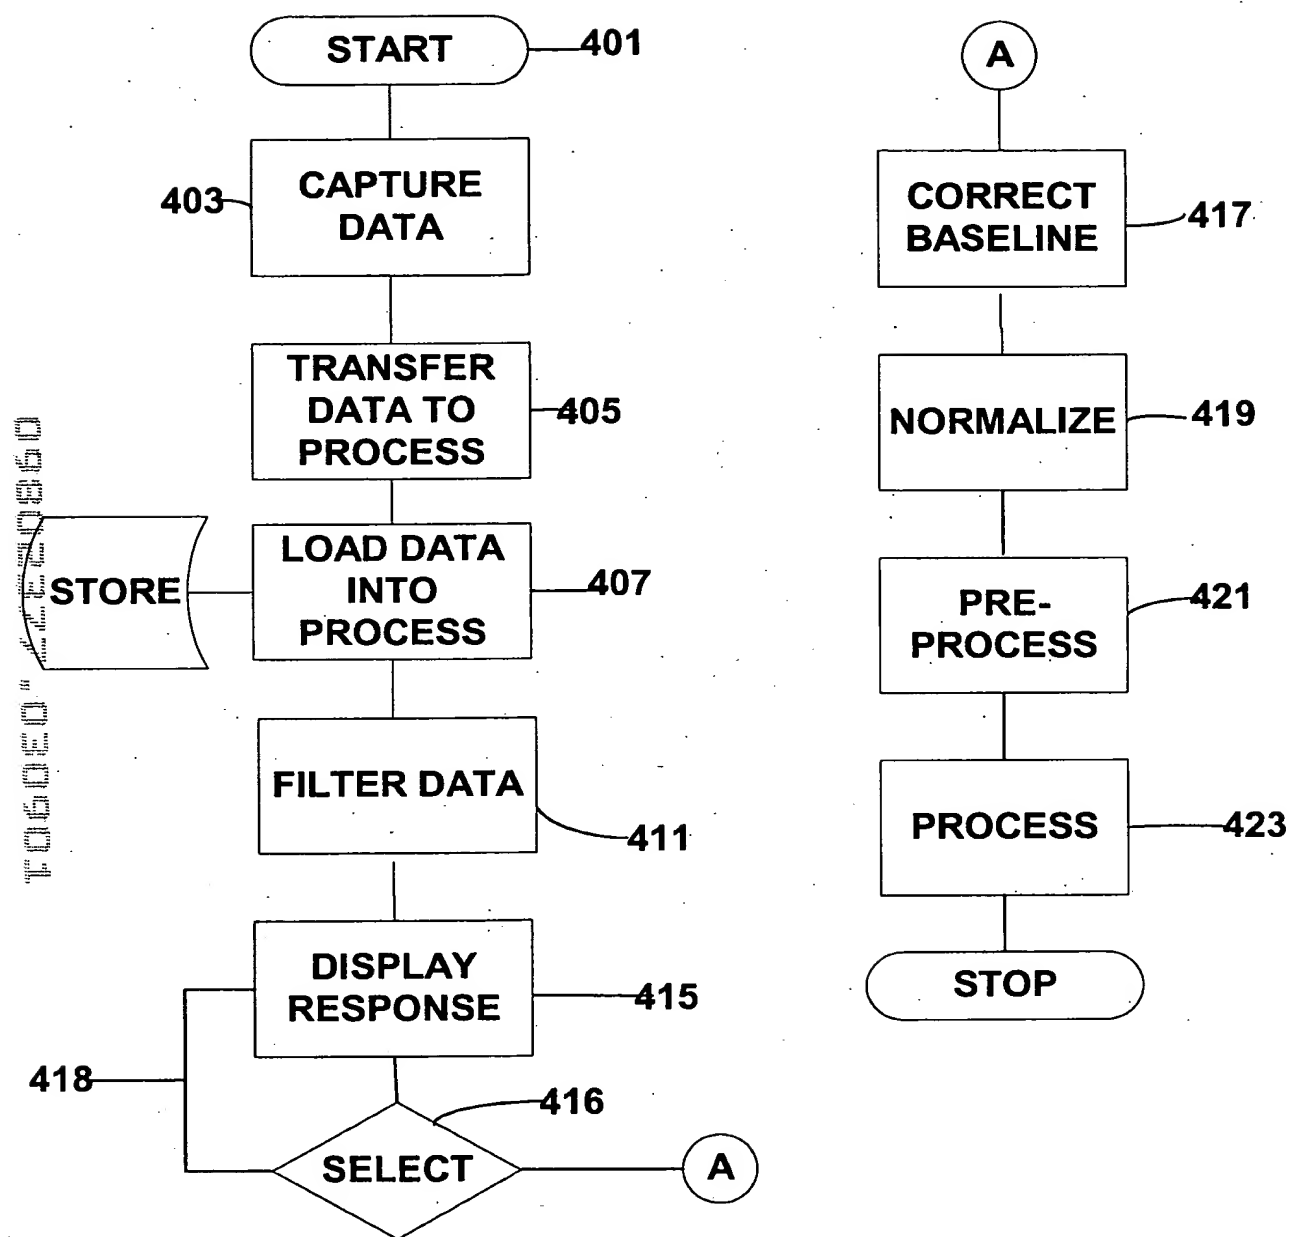 START
401
CAPTURE
DATA
403
TRANSFER
DATA TO
PROCESS
405
STORE
LOAD DATA
INTO
PROCESS
407
FILTER DATA
411
DISPLAY
RESPONSE
415
418
416
SELECT
A
A
CORRECT
BASELINE
417
NORMALIZE
419
PRE-
PROCESS
421
PROCESS
423
STOP